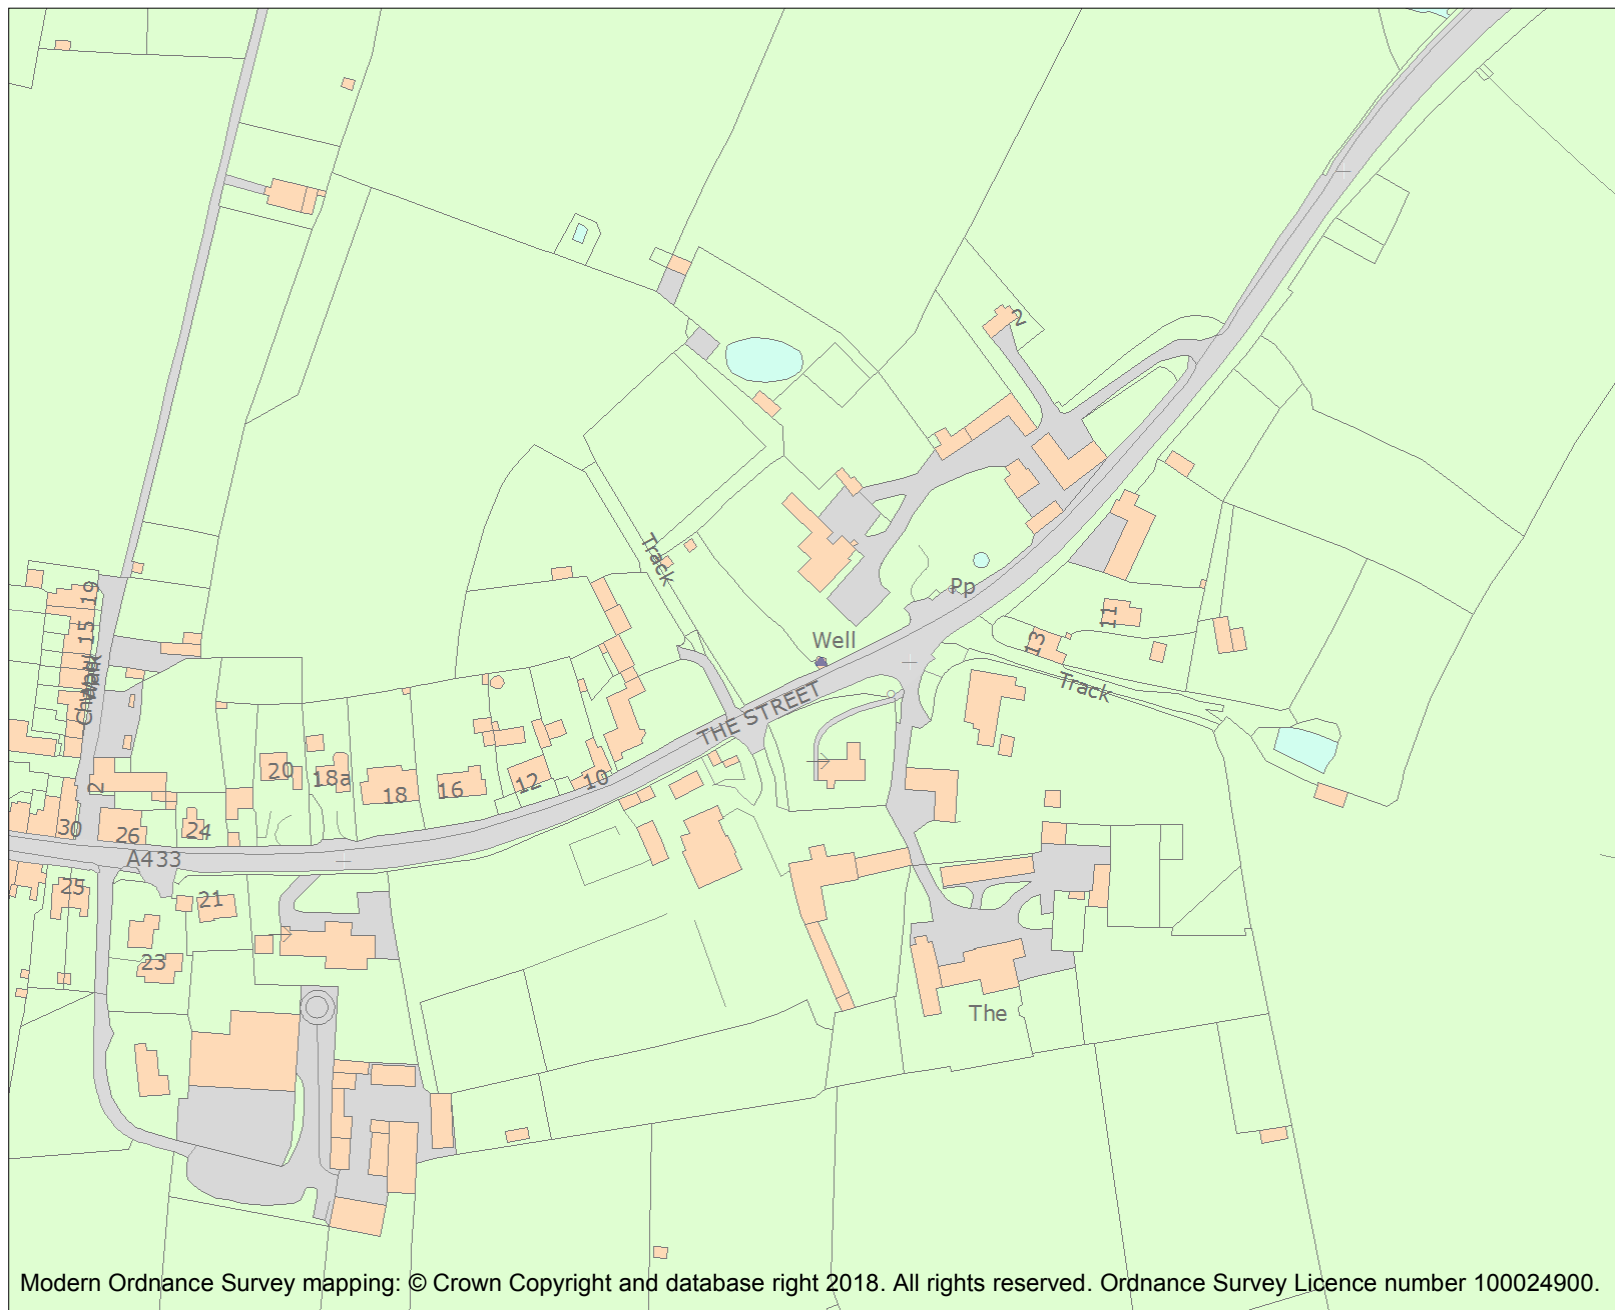 2
Track
Pp
Well
11
13
Track
THE STREET
19
15
20
18a
18
16
12
10
2
30
26
24
A433
25
21
23
The
Modern Ordnance Survey mapping: © Crown Copyright and database right 2018. All rights reserved. Ordnance Survey Licence number 100024900.